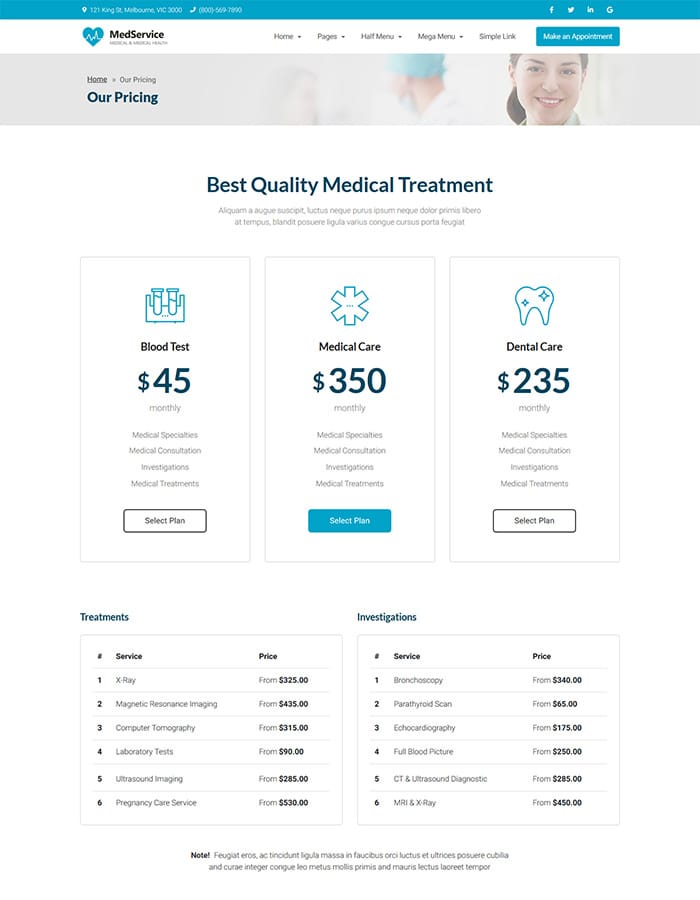 121 King St, Melbourne, VIC 3000 (800)-569-7890
MedService
MEDICAL & MEDICAL HEALTH
Home Pages Half Menu Mega Menu Simple Link Make an Appointment
Home » Our Pricing
Our Pricing
Best Quality Medical Treatment
Aliquam a augue suscipit, luctus neque purus ipsum neque dolor primis libero
at tempus, blandit posuere ligula varius congue cursus porta feugiat
Blood Test
$45
monthly
Medical Specialties
Medical Consultation
Investigations
Medical Treatments
Select Plan
Medical Care
$350
monthly
Medical Specialties
Medical Consultation
Investigations
Medical Treatments
Select Plan
Dental Care
$235
monthly
Medical Specialties
Medical Consultation
Investigations
Medical Treatments
Select Plan
Treatments
# Service Price
1 X-Ray From $325.00
2 Magnetic Resonance Imaging From $435.00
3 Computer Tomography From $315.00
4 Laboratory Tests From $90.00
5 Ultrasound Imaging From $285.00
6 Pregnancy Care Service From $530.00
Investigations
# Service Price
1 Bronchoscopy From $340.00
2 Parathyroid Scan From $65.00
3 Echocardiography From $175.00
4 Full Blood Picture From $250.00
5 CT & Ultrasound Diagnostic From $285.00
6 MRI & X-Ray From $450.00
Note! Feugiat eros, ac tincidunt ligula massa in faucibus orci luctus et ultrices posuere cubilia
and curae integer congue leo metus mollis primis and mauris lectus laoreet tempor